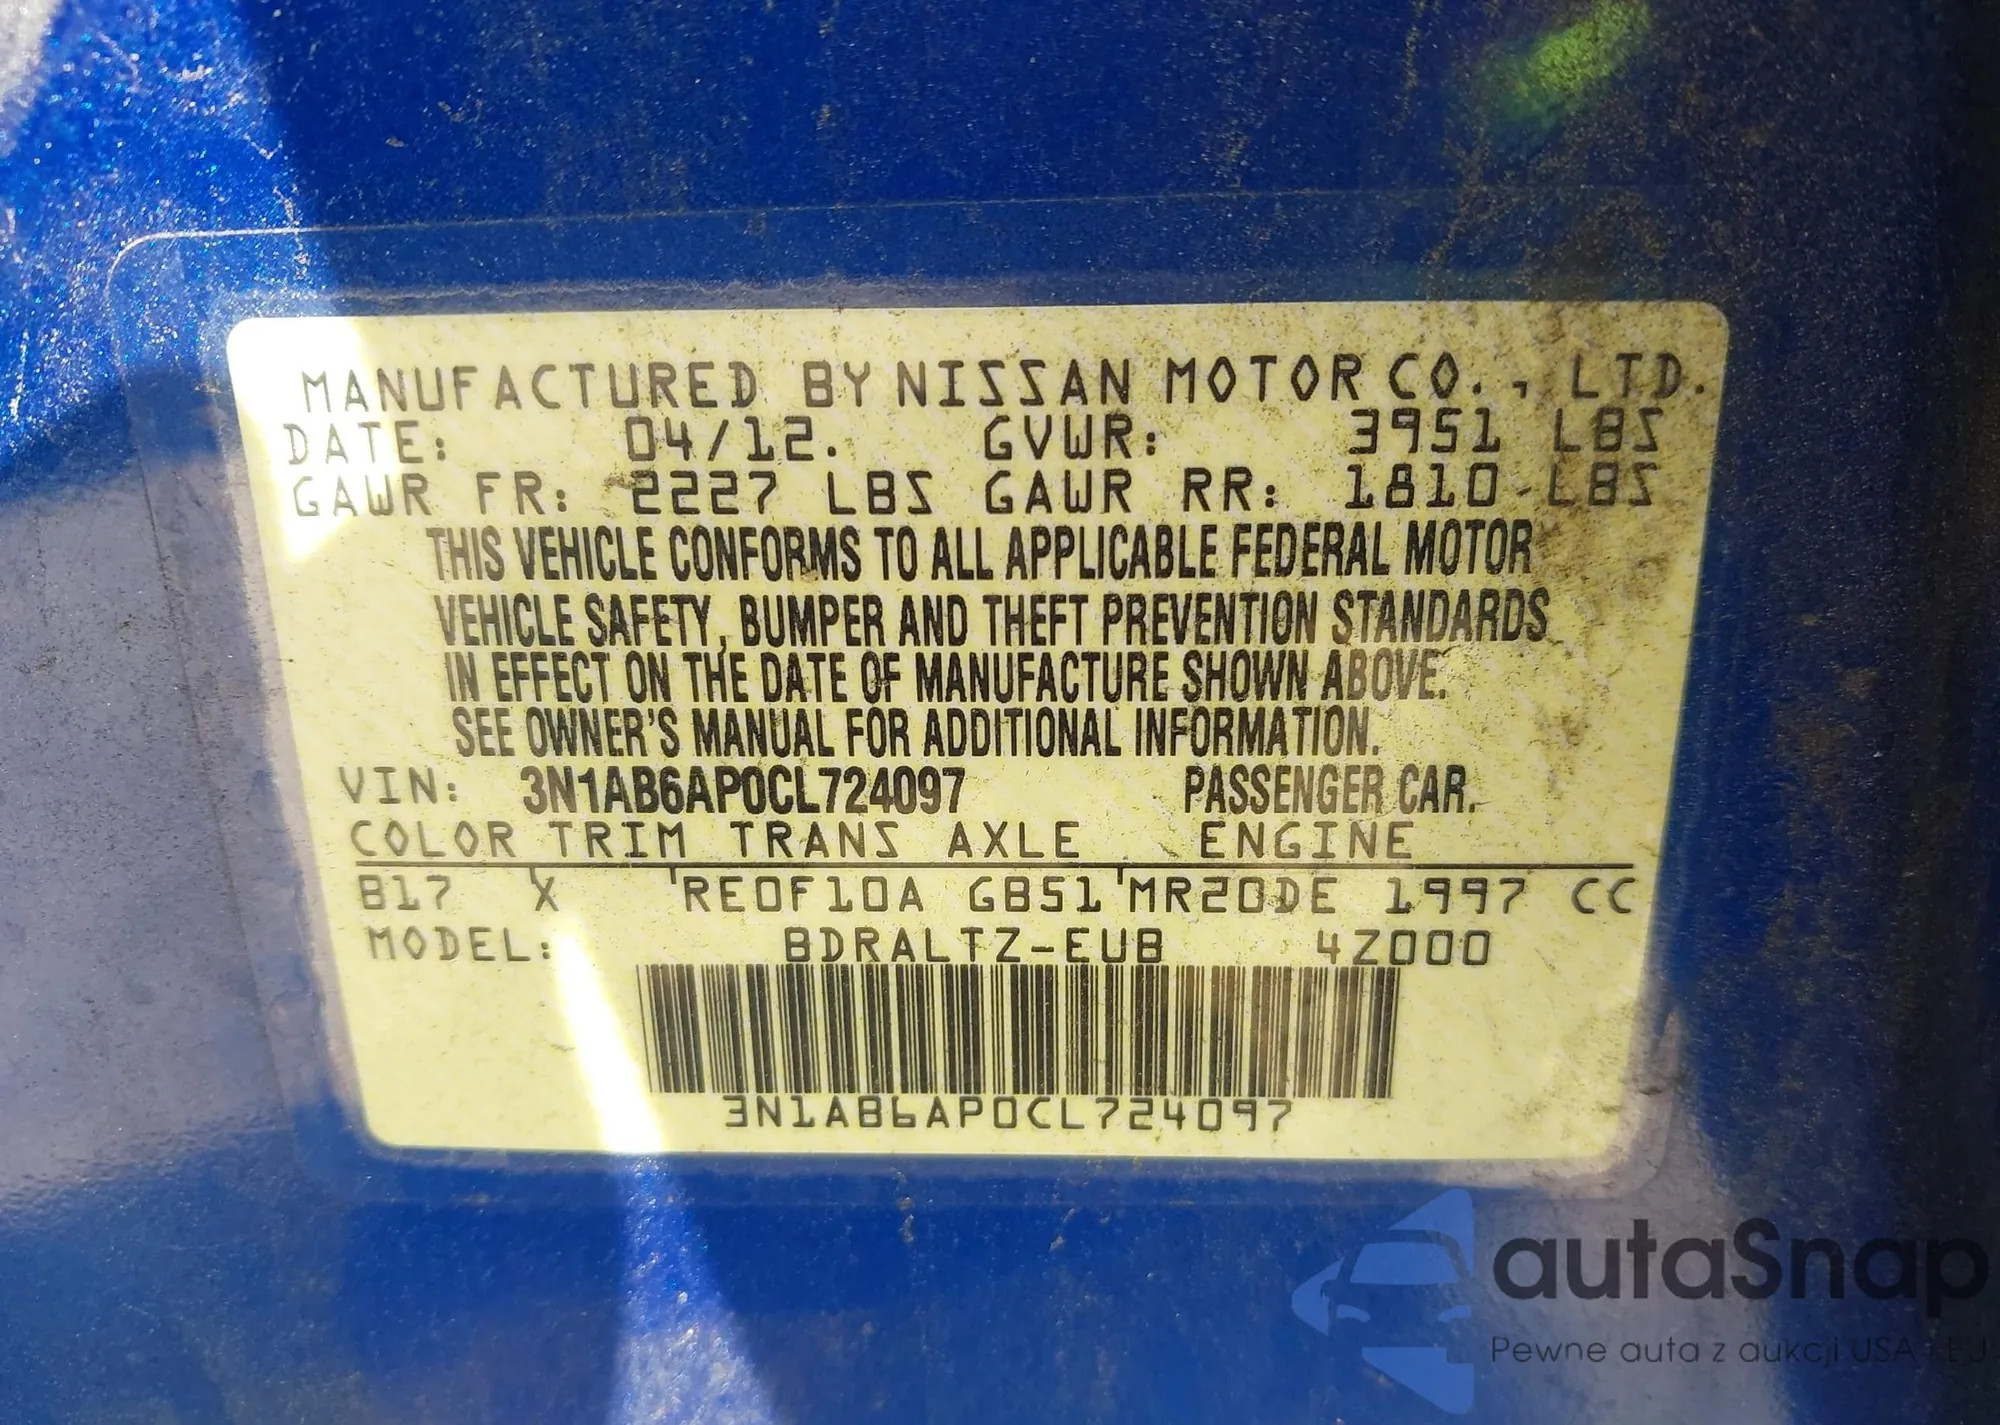 MANUFACTURED BY NISSAN MOTOR CO., LTD.
DATE: 04/12. GVWR: 3951 LBS
GAWR FR: 2227 LBS GAWR RR: 1810 LBS
THIS VEHICLE CONFORMS TO ALL APPLICABLE FEDERAL MOTOR
VEHICLE SAFETY, BUMPER AND THEFT PREVENTION STANDARDS
IN EFFECT ON THE DATE OF MANUFACTURE SHOWN ABOVE.
SEE OWNER'S MANUAL FOR ADDITIONAL INFORMATION.
VIN: 3N1AB6AP0CL724097 PASSENGER CAR.
COLOR TRIM TRANS AXLE ENGINE
B17 X RE0F10A GB51 MR20DE 1997 CC
MODEL: BDRALTZ-EUB 4Z000
3N1AB6AP0CL724097
autaSnap
Pewne auta z aukcji USA i EU